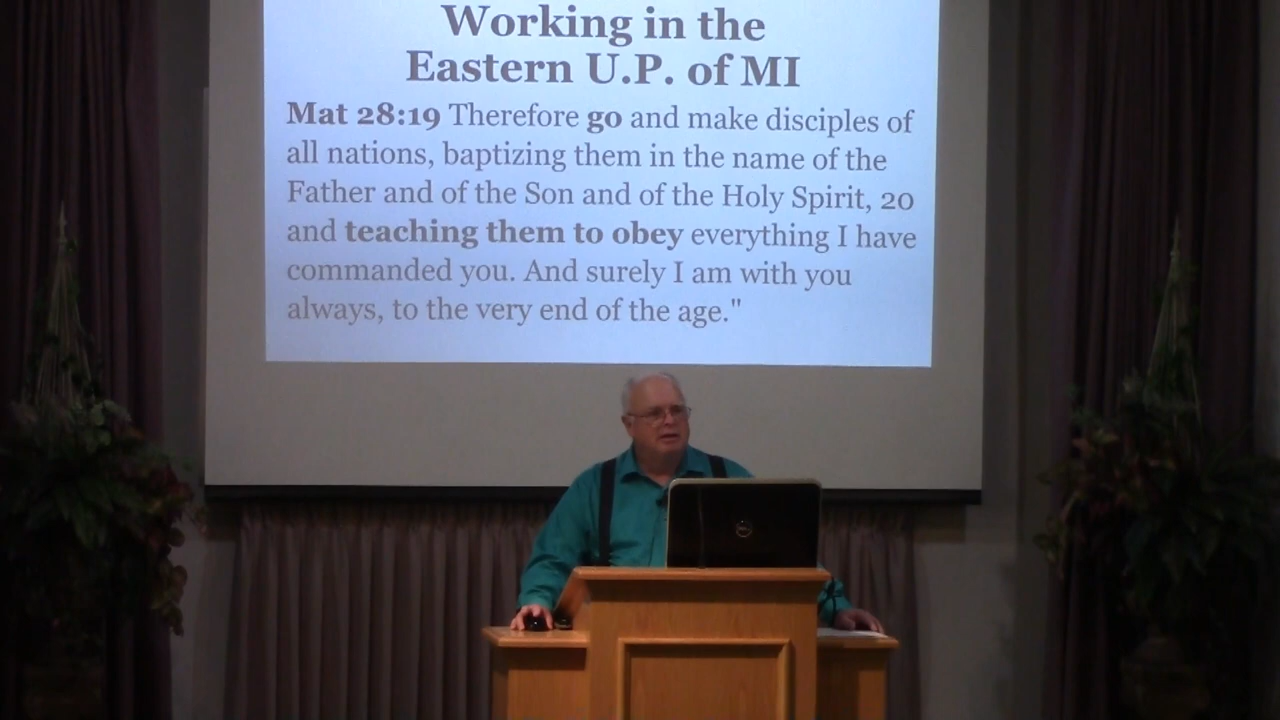 Working in the
Eastern U.P. of MI
Mat 28:19 Therefore go and make disciples of
all nations, baptizing them in the name of the
Father and of the Son and of the Holy Spirit, 20
and teaching them to obey everything I have
commanded you. And surely I am with you
always, to the very end of the age."
DELL